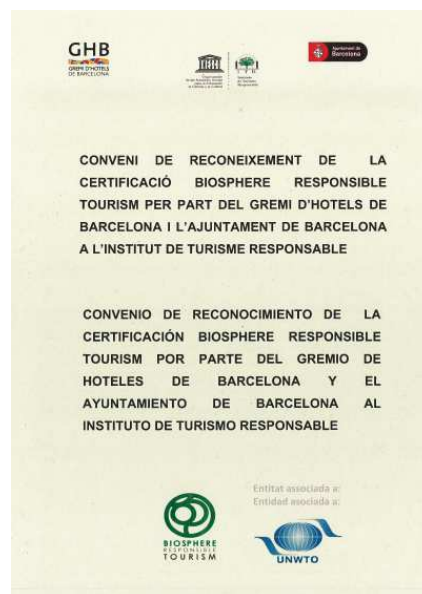 GHB
GREMI D'HOTELS
DE BARCELONA
Ajuntament de
Barcelona
CONVENI DE RECONEIXEMENT DE LA
CERTIFICACIÓ BIOSPHERE RESPONSIBLE
TOURISM PER PART DEL GREMI D'HOTELS DE
BARCELONA I L'AJUNTAMENT DE BARCELONA
A L'INSTITUT DE TURISME RESPONSABLE
CONVENIO DE RECONOCIMIENTO DE LA
CERTIFICACIÓN BIOSPHERE RESPONSIBLE
TOURISM POR PARTE DEL GREMIO DE
HOTELES DE BARCELONA Y EL
AYUNTAMIENTO DE BARCELONA AL
INSTITUTO DE TURISMO RESPONSABLE
Entitat associada a:
Entidad asociada a:
BIOSPHERE
RESPONSIBLE
TOURISM
UNWTO